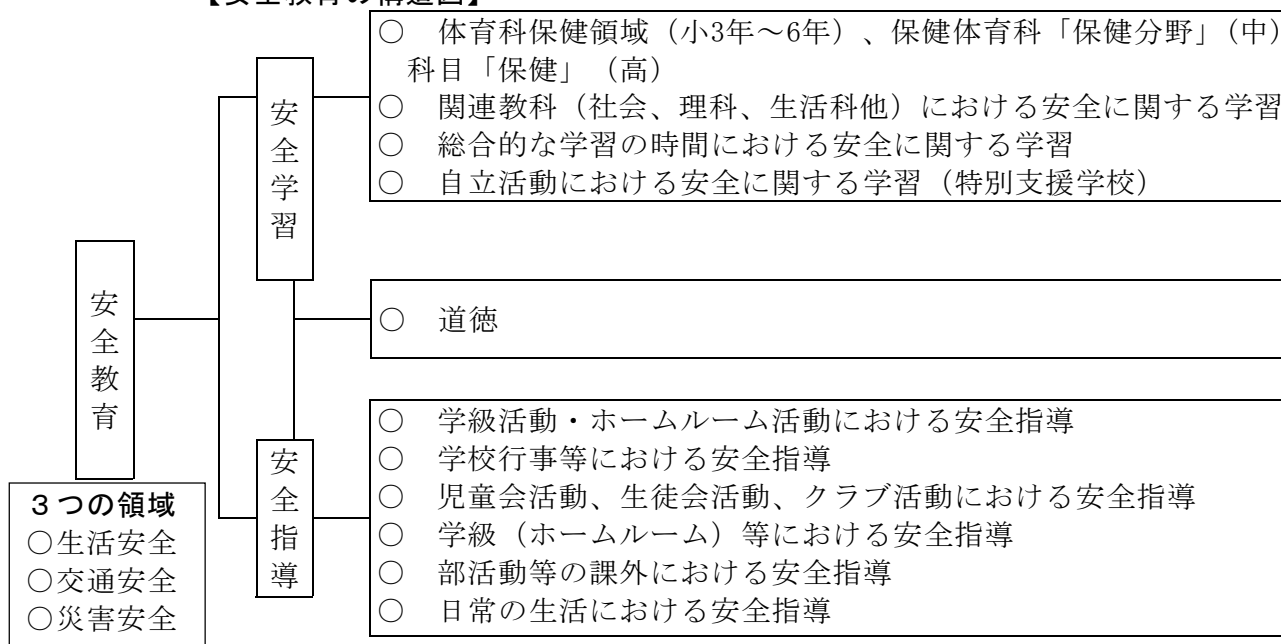 【安全教育の構造図】
○ 体育科保健領域（小3年～6年）、保健体育科「保健分野」（中）
科目「保健」（高）
○ 関連教科（社会、理科、生活科他）における安全に関する学習
○ 総合的な学習の時間における安全に関する学習
○ 自立活動における安全に関する学習（特別支援学校）
安全学習
安全教育
○ 道徳
安全指導
○ 学級活動・ホームルーム活動における安全指導
○ 学校行事等における安全指導
○ 児童会活動、生徒会活動、クラブ活動における安全指導
○ 学級（ホームルーム）等における安全指導
○ 部活動等の課外における安全指導
○ 日常の生活における安全指導
３つの領域
○生活安全
○交通安全
○災害安全